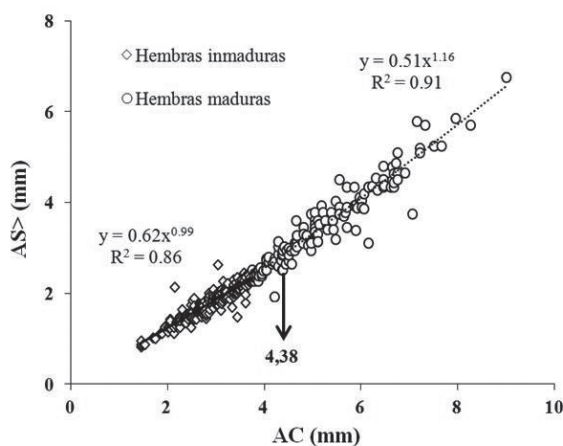 8
6
4
2
0
AS> (mm)
◇ Hembras inmaduras
○ Hembras maduras
y = 0.51x^1.16
R² = 0.91
y = 0.62x^0.99
R² = 0.86
4,38
0 2 4 6 8 10
AC (mm)